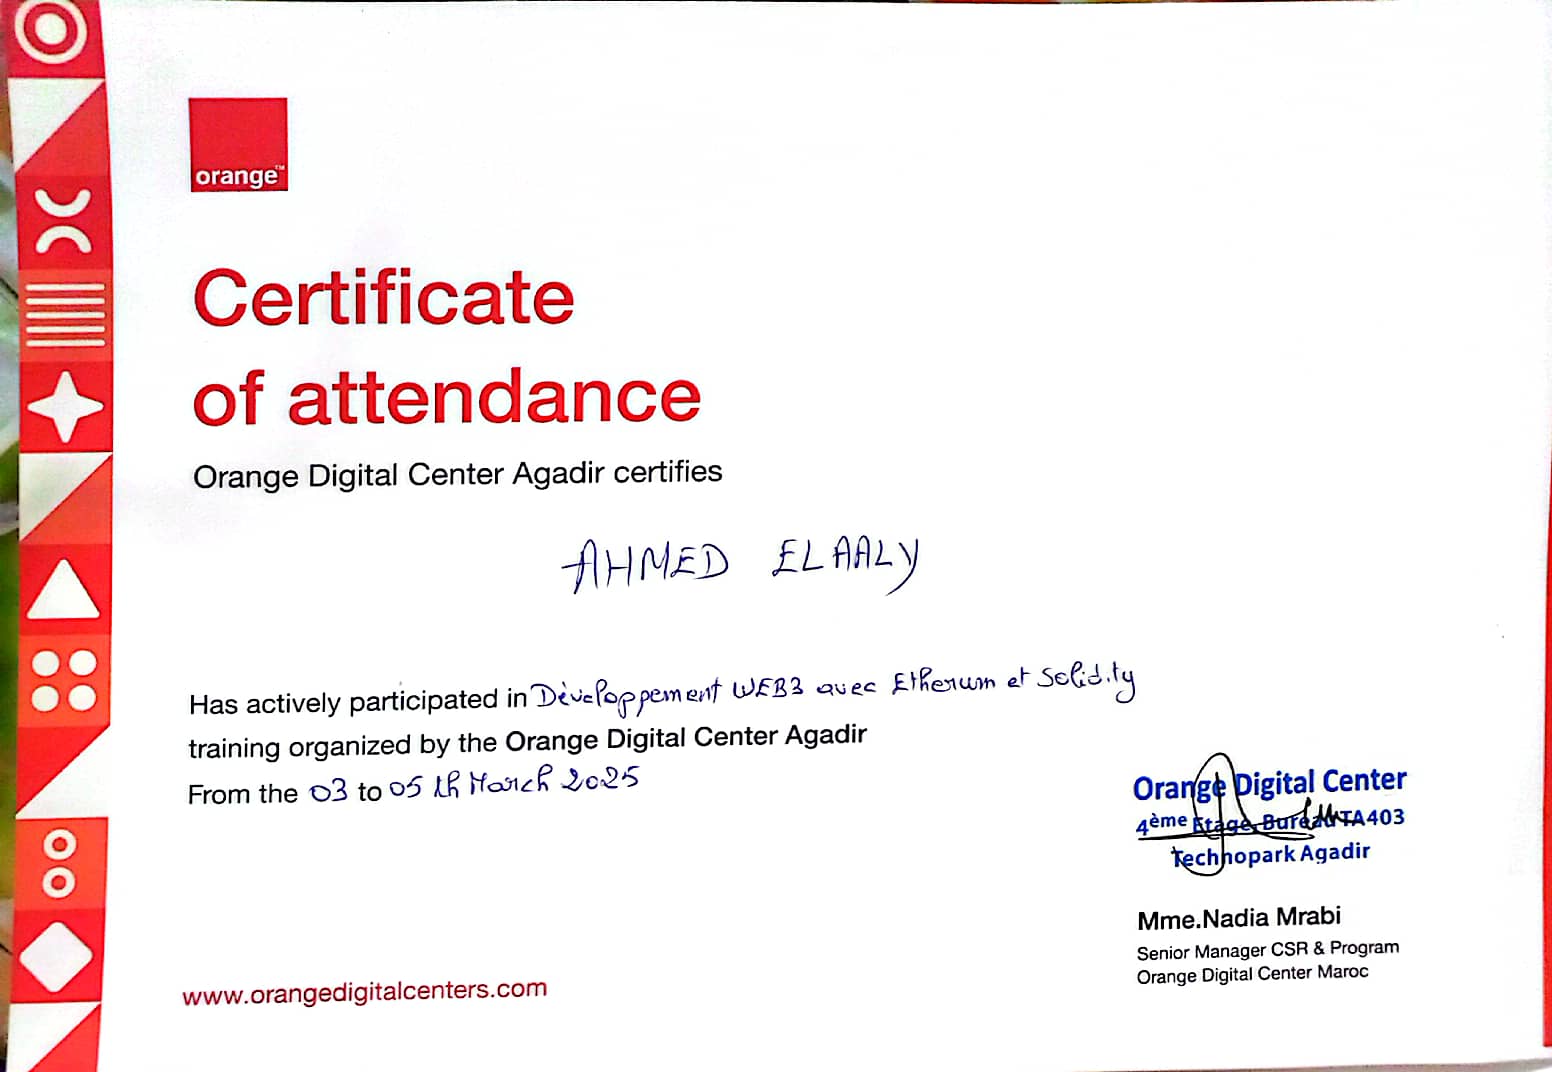 orange™
Certificate
of attendance
Orange Digital Center Agadir certifies
AHMED ELAALY
Has actively participated in Développement WEB3 avec Etherum et Solidity
training organized by the Orange Digital Center Agadir
From the 03 to 05 th March 2025
Orange Digital Center
4ème Etage, Bureau TA403
Technopark Agadir
Mme.Nadia Mrabi
Senior Manager CSR & Program
Orange Digital Center Maroc
www.orangedigitalcenters.com